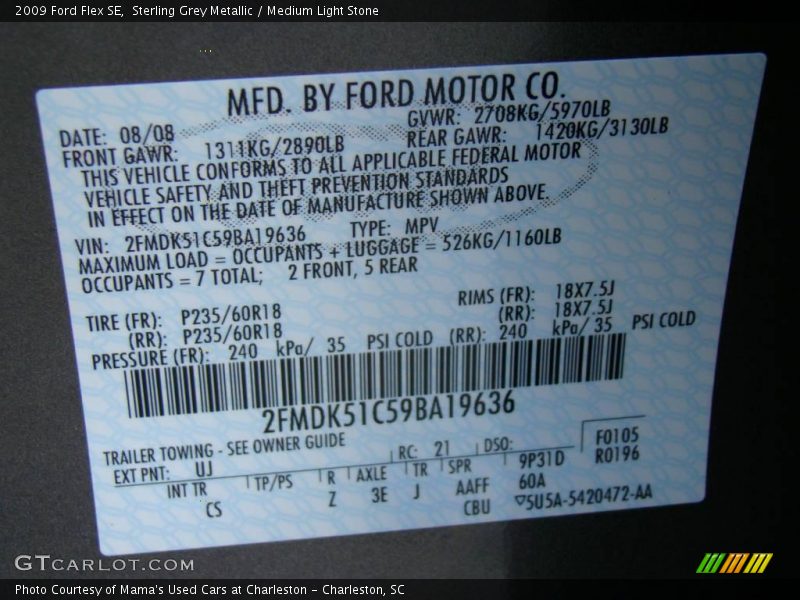 2009 Ford Flex SE,  Sterling Grey Metallic / Medium Light Stone
MFD. BY FORD MOTOR CO.
DATE: 08/08 GVWR: 2708KG/5970LB
FRONT GAWR: 1311KG/2890LB REAR GAWR: 1420KG/3130LB
THIS VEHICLE CONFORMS TO ALL APPLICABLE FEDERAL MOTOR
VEHICLE SAFETY AND THEFT PREVENTION STANDARDS
IN EFFECT ON THE DATE OF MANUFACTURE SHOWN ABOVE.
VIN: 2FMDK51C59BA19636 TYPE: MPV
MAXIMUM LOAD = OCCUPANTS + LUGGAGE = 526KG/1160LB
OCCUPANTS = 7 TOTAL; 2 FRONT, 5 REAR
TIRE (FR): P235/60R18 RIMS (FR): 18X7.5J
(RR): P235/60R18 (RR): 18X7.5J
PRESSURE (FR): 240 kPa/ 35 PSI COLD (RR): 240 kPa/ 35 PSI COLD
2FMDK51C59BA19636
TRAILER TOWING - SEE OWNER GUIDE
EXT PNT: UJ RC: 21 DSO: F0105
INT TR TP/PS R AXLE TR SPR 9P31D R0196
CS Z 3E J AAFF 60A
CBU ▽5U5A-5420472-AA
GTCARLOT.COM
Photo Courtesy of Mama's Used Cars at Charleston - Charleston, SC